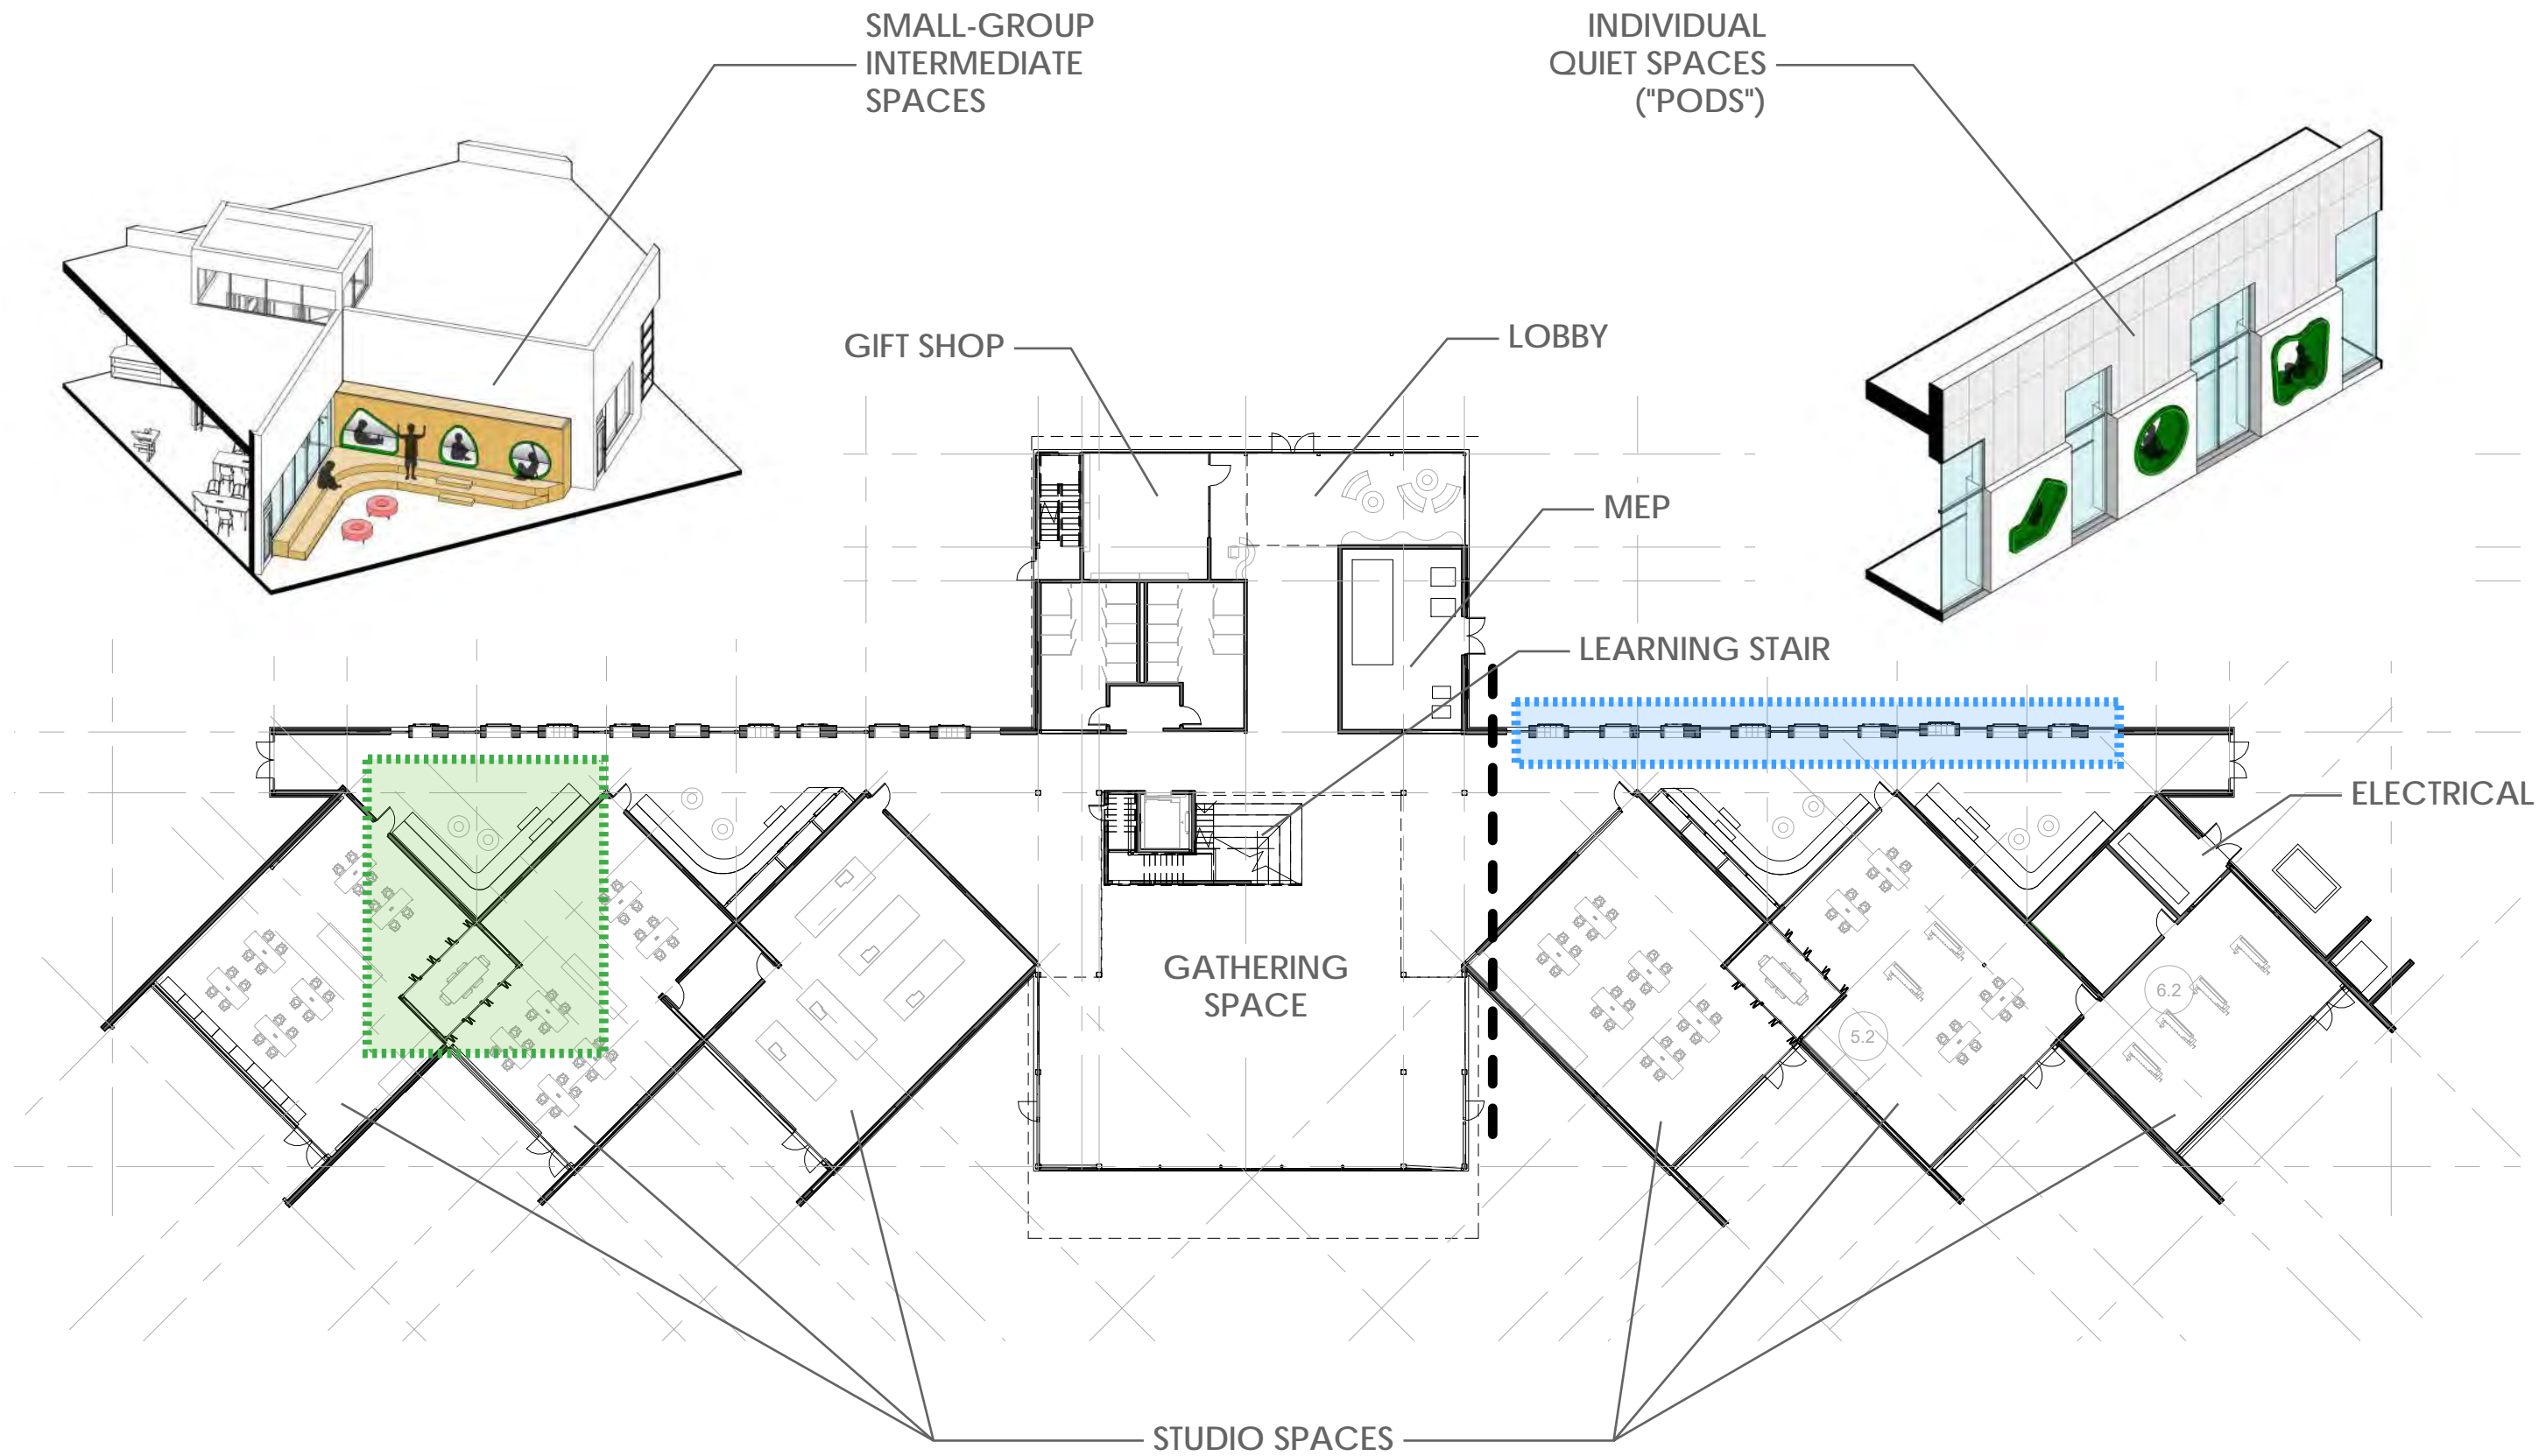 SMALL-GROUP
INTERMEDIATE
SPACES
INDIVIDUAL
QUIET SPACES
("PODS")
GIFT SHOP
LOBBY
MEP
LEARNING STAIR
ELECTRICAL
GATHERING
SPACE
6.2
5.2
STUDIO SPACES